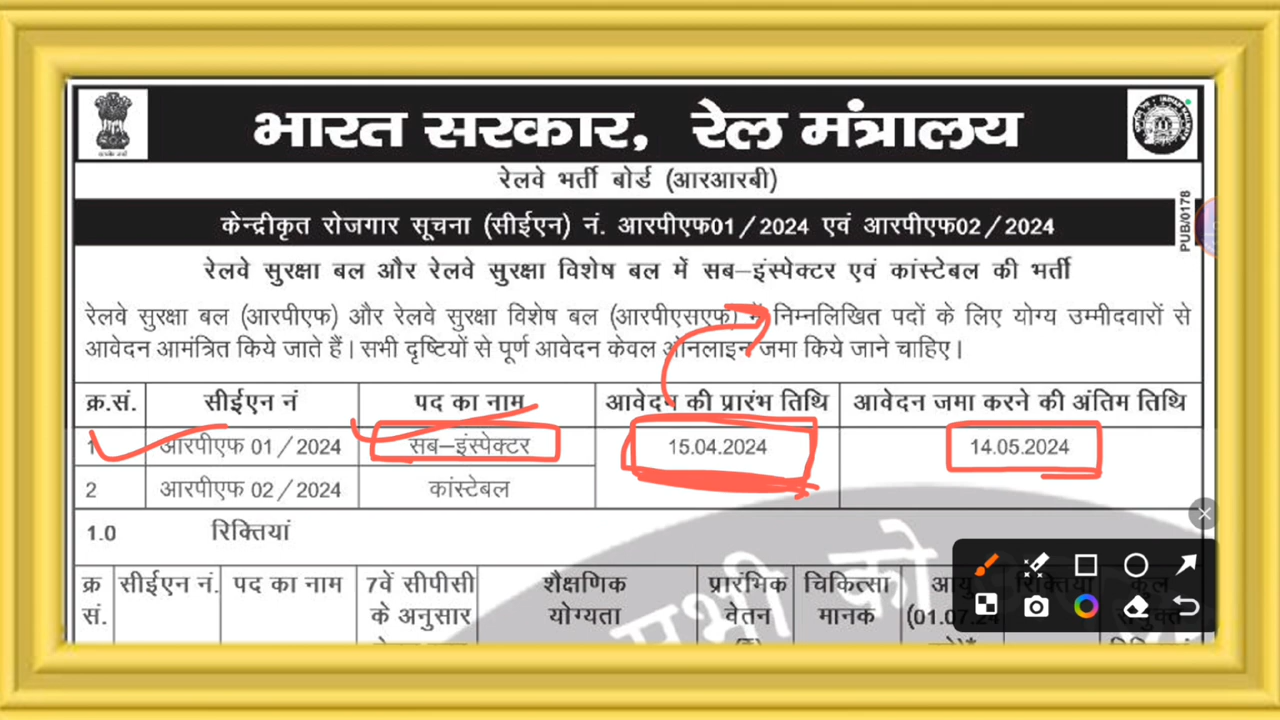 भारत सरकार, रेल मंत्रालय
रेलवे भर्ती बोर्ड (आरआरबी)
केन्द्रीकृत रोजगार सूचना (सीईएन) नं. आरपीएफ01/2024 एवं आरपीएफ02/2024
PUB/0178
रेलवे सुरक्षा बल और रेलवे सुरक्षा विशेष बल में सब-इंस्पेक्टर एवं कांस्टेबल की भर्ती
रेलवे सुरक्षा बल (आरपीएफ) और रेलवे सुरक्षा विशेष बल (आरपीएसएफ) में निम्नलिखित पदों के लिए योग्य उम्मीदवारों से
आवेदन आमंत्रित किये जाते हैं। सभी दृष्टियों से पूर्ण आवेदन केवल ऑनलाइन जमा किये जाने चाहिए।
क्र.सं. सीईएन नं पद का नाम आवेदन की प्रारंभ तिथि आवेदन जमा करने की अंतिम तिथि
1 आरपीएफ 01/2024 सब-इंस्पेक्टर 15.04.2024 14.05.2024
2 आरपीएफ 02/2024 कांस्टेबल
1.0 रिक्तियां
क्र सीईएन नं. पद का नाम 7वें सीपीसी शैक्षणिक प्रारंभिक चिकित्सा आयु रिक्तियां कुल
सं. के अनुसार योग्यता वेतन मानक (01.07.24
सभी को